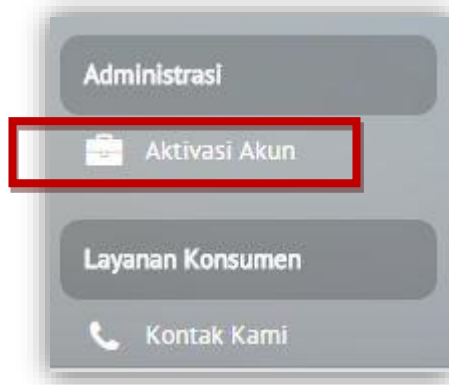 Administrasi
Aktivasi Akun
Layanan Konsumen
Kontak Kami